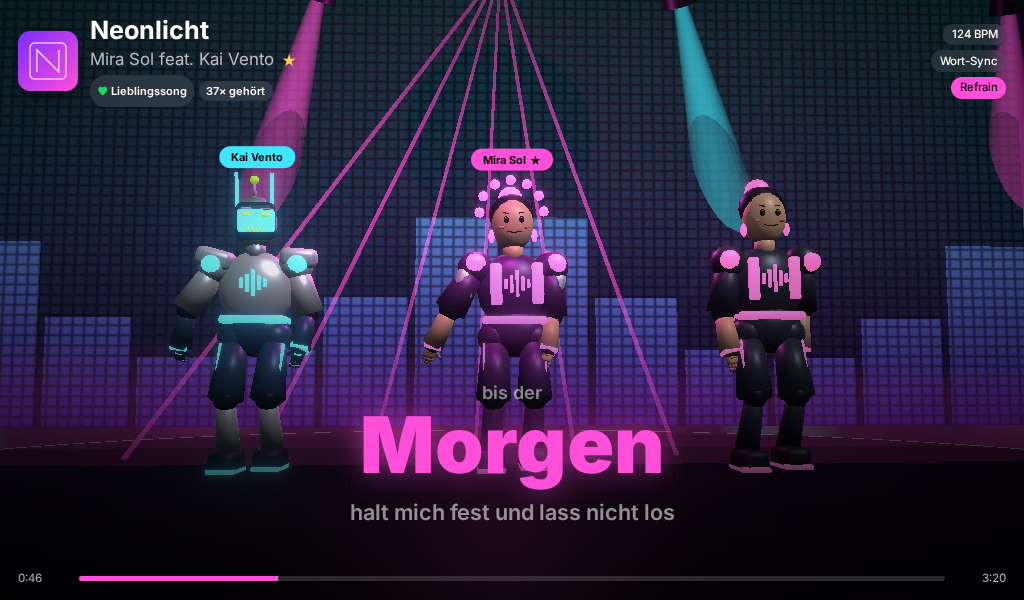 Neonlicht
Mira Sol feat. Kai Vento ★
Lieblingssong
37× gehört
124 BPM
Wort-Sync
Refrain
N
Kai Vento
Mira Sol ★
bis der
Morgen
halt mich fest und lass nicht los
0:46
3:20